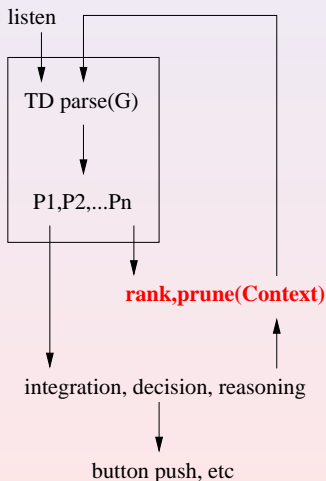 listen
TD parse(G)
P1,P2,...Pn
rank,prune(Context)
integration, decision, reasoning
button push, etc